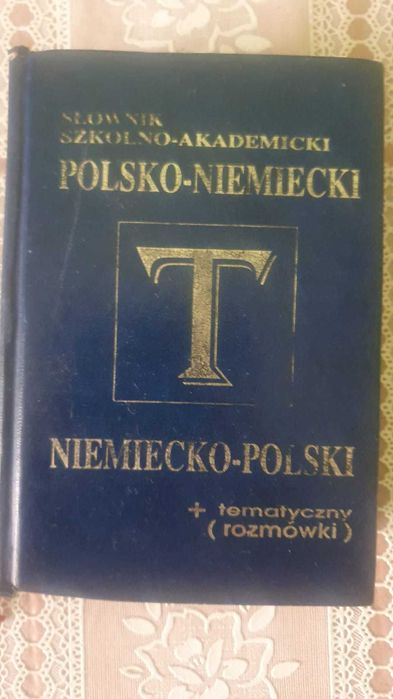 SŁOWNIK
SZKOLNO-AKADEMICKI
POLSKO-NIEMIECKI
T
NIEMIECKO-POLSKI
+ tematyczny
( rozmówki )